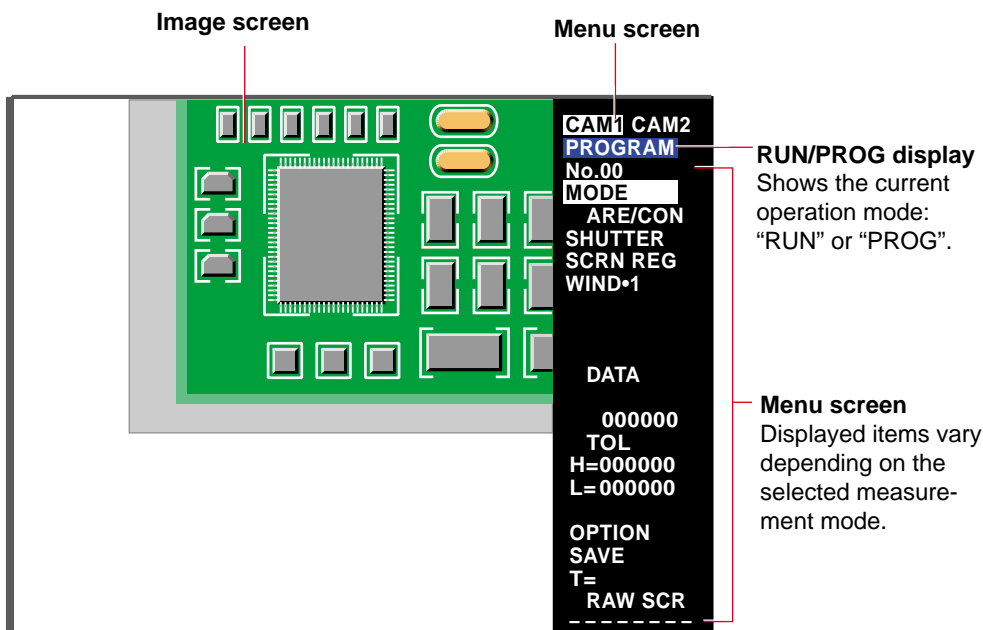 Image screen
Menu screen
CAM1 CAM2
PROGRAM
No.00
MODE
ARE/CON
SHUTTER
SCRN REG
WIND•1
DATA
000000
TOL
H=000000
L=000000
OPTION
SAVE
T=
RAW SCR
---------
RUN/PROG display
Shows the current
operation mode:
“RUN” or “PROG”.
Menu screen
Displayed items vary
depending on the
selected measure-
ment mode.